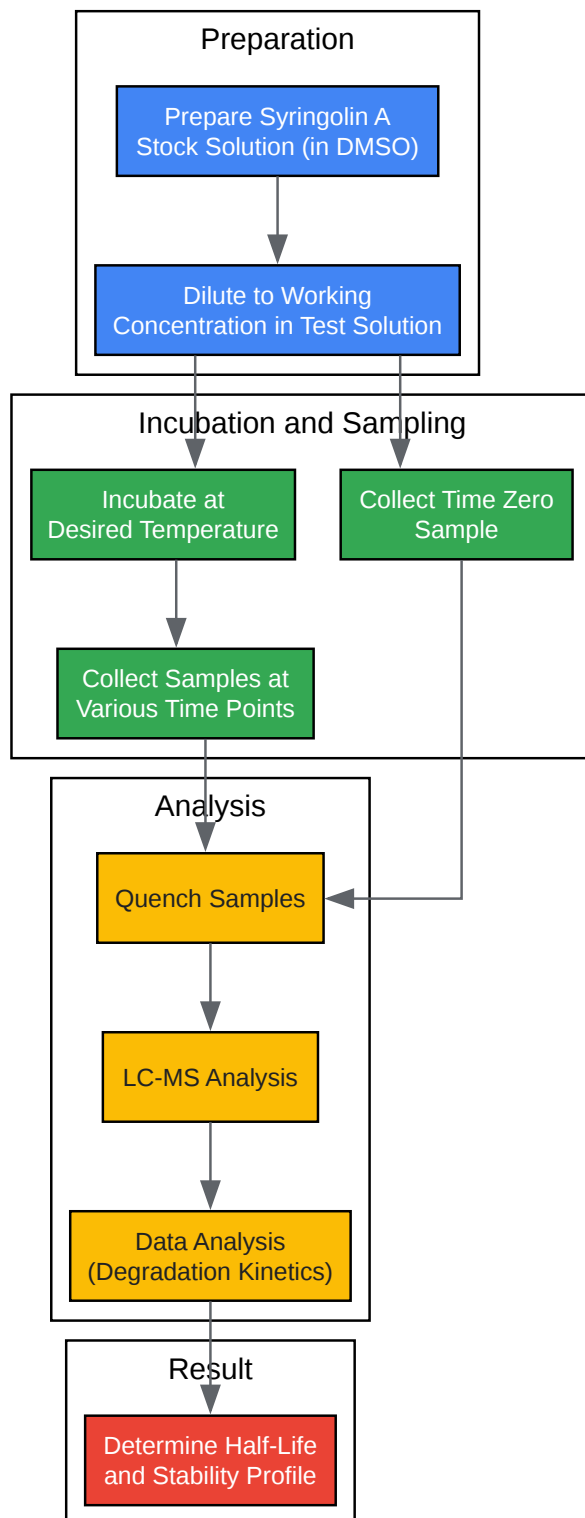 Preparation
Prepare Syringolin A
Stock Solution (in DMSO)
Dilute to Working
Concentration in Test Solution
Incubation and Sampling
Incubate at
Desired Temperature
Collect Time Zero
Sample
Collect Samples at
Various Time Points
Analysis
Quench Samples
LC-MS Analysis
Data Analysis
(Degradation Kinetics)
Result
Determine Half-Life
and Stability Profile